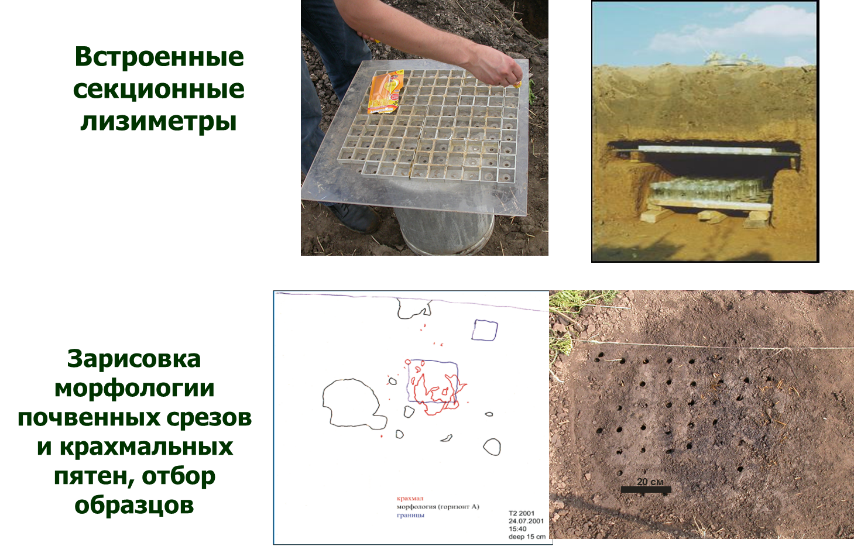 Встроенные
секционные
лизиметры
Зарисовка
морфологии
почвенных срезов
и крахмальных
пятен, отбор
образцов
крахмал
морфология (горизонт А)
границы
T2 2001
24.07.2001
15:40
deep 15 cm
20 см